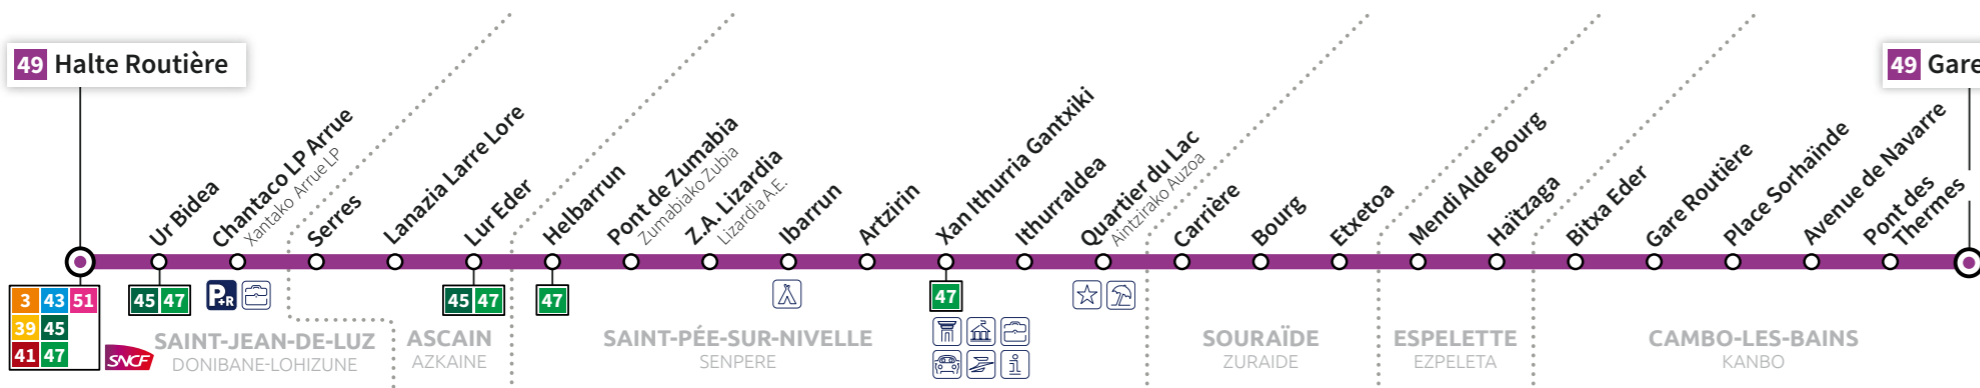 49 Halte Routière
49 Gare
Ur Bidea
Chantaco LP Arrue
Xantako Arrue LP
Serres
Lanazia Larre Lore
Lur Eder
Helbarrun
Pont de Zumabia
Zumabiako Zubia
Z.A. Lizardia
Lizardia A.E.
Ibarrun
Artzirin
Xan Ithurria Gantxiki
Ithurraldea
Quartier du Lac
Aintzirako Auzoa
Carrière
Bourg
Etxetoa
Mendi Alde Bourg
Haïtzaga
Bitxa Eder
Gare Routière
Place Sorhaïnde
Avenue de Navarre
Pont des
Thermes
3 43 51
39 45
41 47
SNCF
45 47
P+R
45 47
47
47
i
SAINT-JEAN-DE-LUZ
DONIBANE-LOHIZUNE
ASCAIN
AZKAINE
SAINT-PÉE-SUR-NIVELLE
SENPERE
SOURAÏDE
ZURAIDE
ESPELETTE
EZPELETA
CAMBO-LES-BAINS
KANBO